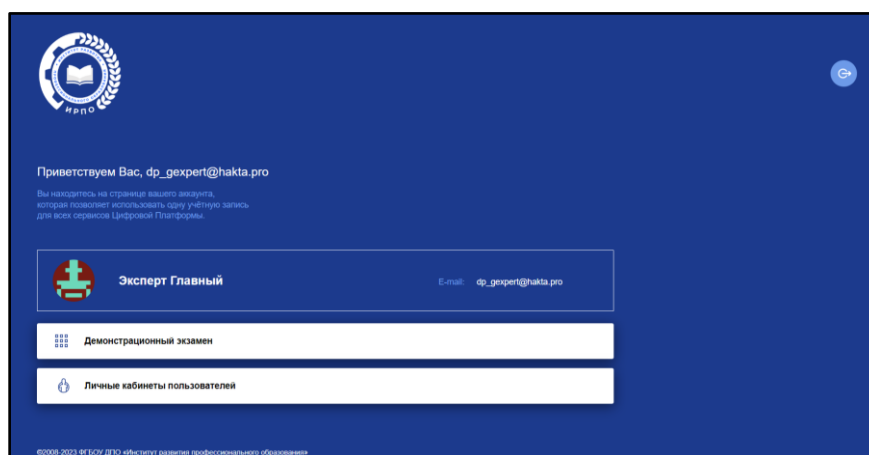 ИРПО
Приветствуем Вас, dp_gexpert@hakta.pro
Вы находитесь на странице вашего аккаунта,
которая позволяет использовать одну учётную запись
для всех сервисов Цифровой Платформы.
Эксперт Главный
E-mail: dp_gexpert@hakta.pro
Демонстрационный экзамен
Личные кабинеты пользователей
©2008-2023 ФГБОУ ДПО «Институт развития профессионального образования»